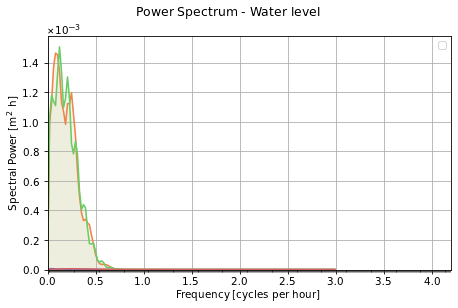 Power Spectrum - Water level
×10⁻³
1.4
1.2
1.0
0.8
0.6
0.4
0.2
0.0
Spectral Power [m² h]
0.0 0.5 1.0 1.5 2.0 2.5 3.0 3.5 4.0
Frequency [cycles per hour]